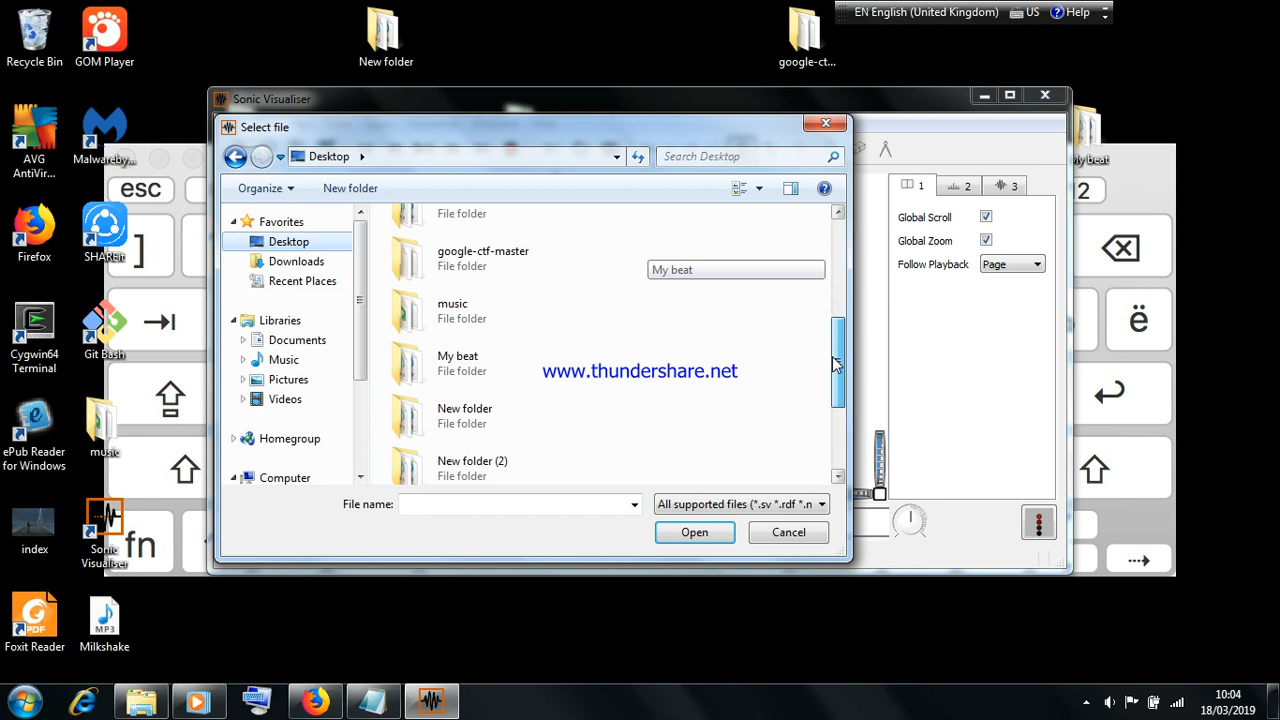 EN English (United Kingdom) US Help
Recycle Bin
GOM Player
New folder
google-ct...
Sonic Visualiser
Select file
Desktop
Search Desktop
Organize
New folder
AVG
AntiVir...
Malwareby...
My beat
esc
12
]
1
2
3
Favorites
Desktop
Downloads
Recent Places
Libraries
Documents
Music
Pictures
Videos
Homegroup
Computer
File folder
google-ctf-master
File folder
music
File folder
My beat
File folder
New folder
File folder
New folder (2)
File folder
My beat
www.thundershare.net
Global Scroll
Global Zoom
Follow Playback Page
ë
Firefox
SHAREit
Cygwin64
Terminal
Git Bash
ePub Reader
for Windows
music
File name:
All supported files (*.sv *.rdf *.n
Open
Cancel
index
Sonic
Visualiser
fn
Foxit Reader
PDF
MP3
Milkshake
10:04
18/03/2019